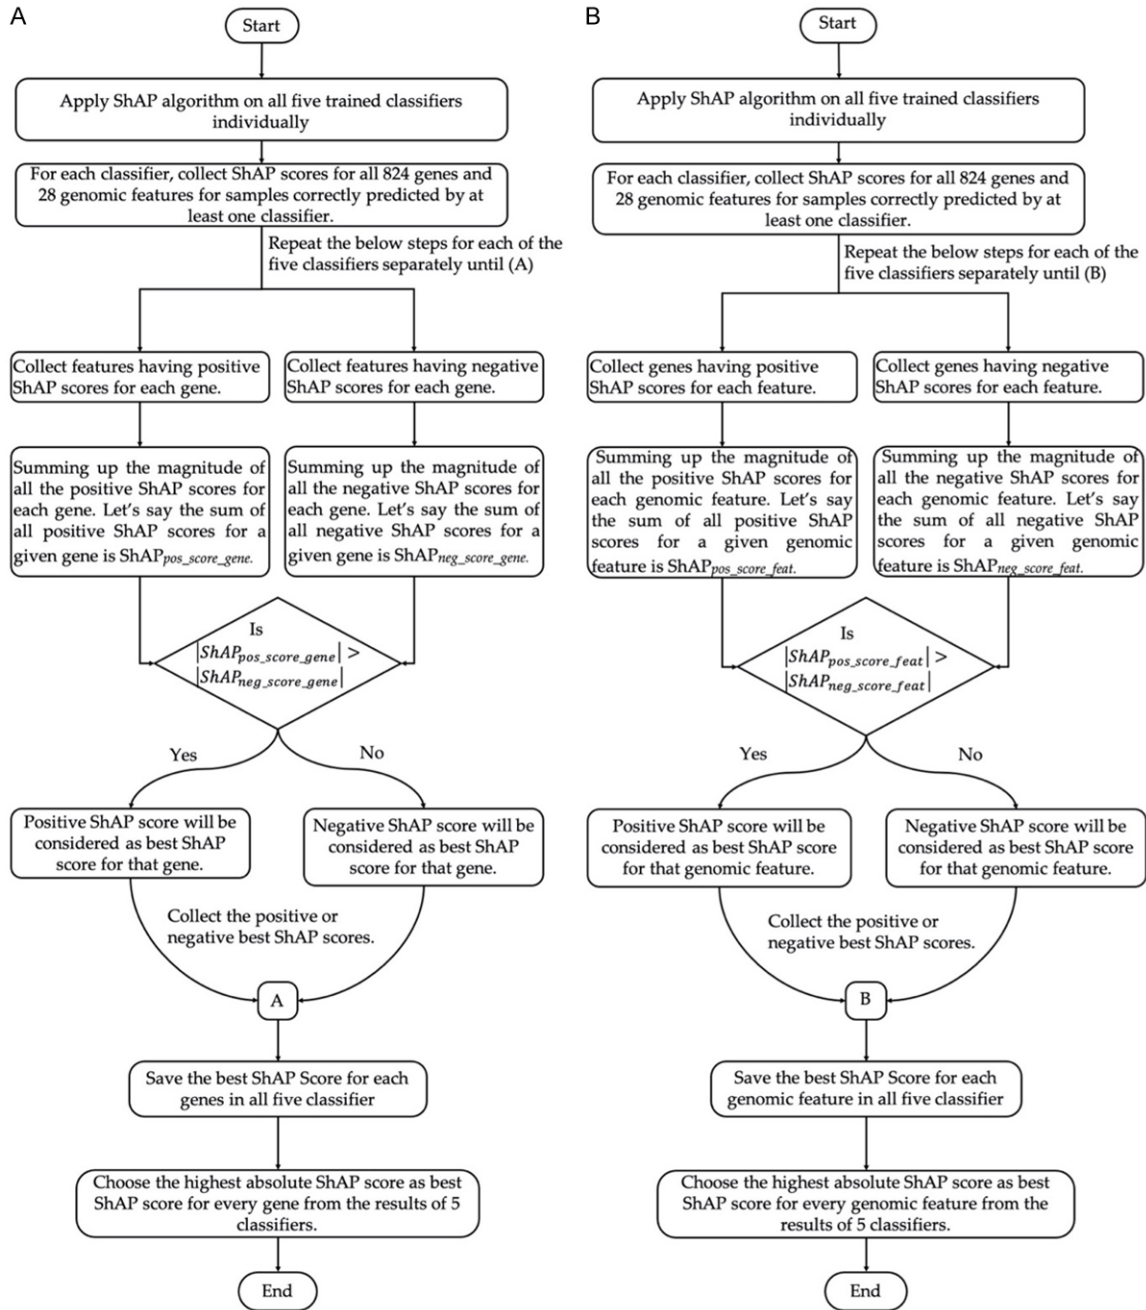 A
Start
Apply ShAP algorithm on all five trained classifiers
individually
For each classifier, collect ShAP scores for all 824 genes and
28 genomic features for samples correctly predicted by at
least one classifier.
Repeat the below steps for each of the
five classifiers separately until (A)
Collect features having positive
ShAP scores for each gene.
Collect features having negative
ShAP scores for each gene.
Summing up the magnitude of
all the positive ShAP scores for
each gene. Let's say the sum of
all positive ShAP scores for a
given gene is ShAPpos_score_gene.
Summing up the magnitude of
all the negative ShAP scores for
each gene. Let's say the sum of
all negative ShAP scores for a
given gene is ShAPneg_score_gene.
Is
|ShAPpos_score_gene| >
|ShAPneg_score_gene|
Yes
No
Positive ShAP score will be
considered as best ShAP
score for that gene.
Negative ShAP score will be
considered as best ShAP
score for that gene.
Collect the positive or
negative best ShAP scores.
A
Save the best ShAP Score for each
genes in all five classifier
Choose the highest absolute ShAP score as best
ShAP score for every gene from the results of 5
classifiers.
End
B
Start
Apply ShAP algorithm on all five trained classifiers
individually
For each classifier, collect ShAP scores for all 824 genes and
28 genomic features for samples correctly predicted by at
least one classifier.
Repeat the below steps for each of the
five classifiers separately until (B)
Collect genes having positive
ShAP scores for each feature.
Collect genes having negative
ShAP scores for each feature.
Summing up the magnitude of
all the positive ShAP scores for
each genomic feature. Let's say
the sum of all positive ShAP
scores for a given genomic
feature is ShAPpos_score_feat.
Summing up the magnitude of
all the negative ShAP scores for
each genomic feature. Let's say
the sum of all negative ShAP
scores for a given genomic
feature is ShAPneg_score_feat.
Is
|ShAPpos_score_feat| >
|ShAPneg_score_feat|
Yes
No
Positive ShAP score will be
considered as best ShAP score
for that genomic feature.
Negative ShAP score will be
considered as best ShAP score
for that genomic feature.
Collect the positive or
negative best ShAP scores.
B
Save the best ShAP Score for each
genomic feature in all five classifier
Choose the highest absolute ShAP score as best
ShAP score for every genomic feature from the
results of 5 classifiers.
End